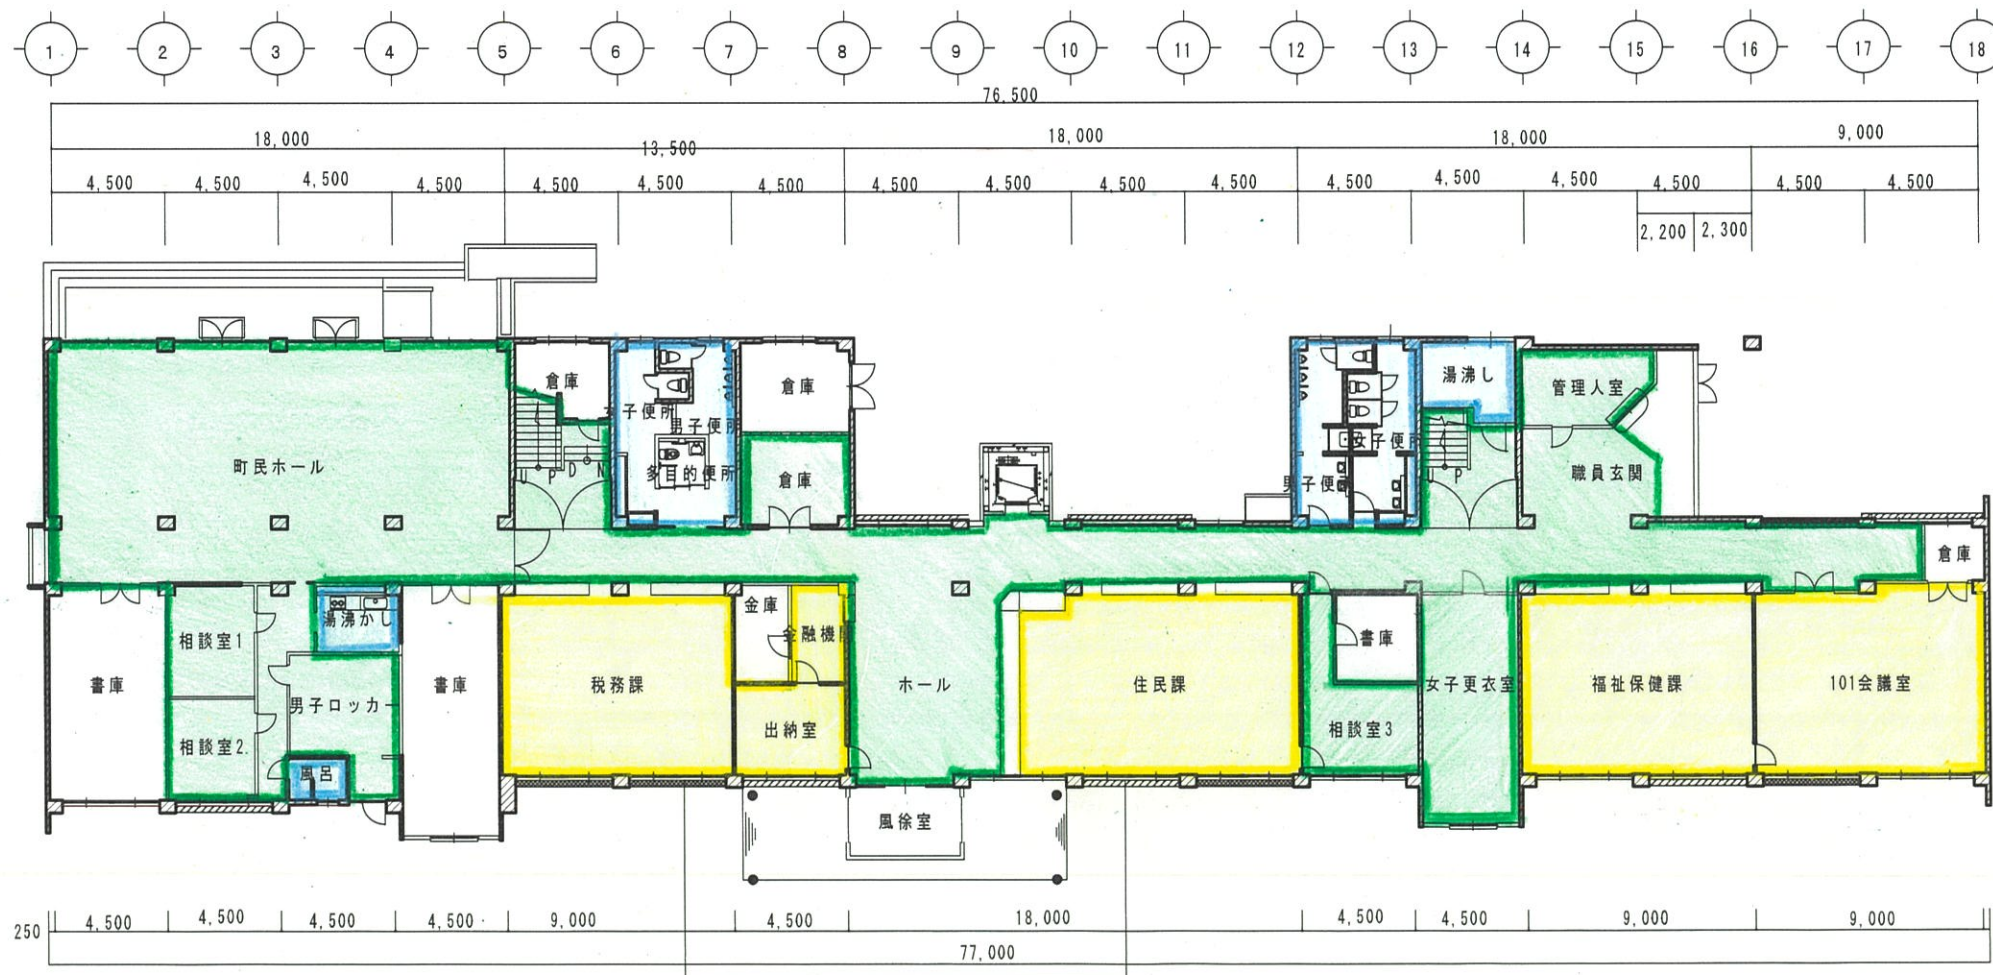 1 2 3 4 5 6 7 8 9 10 11 12 13 14 15 16 17 18
76,500
18,000 13,500 18,000 18,000 9,000
4,500 4,500 4,500 4,500 4,500 4,500 4,500 4,500 4,500 4,500 4,500 4,500 4,500 4,500 4,500 4,500 4,500
2,200 2,300
倉庫
女子便所
男子便所
多目的便所
倉庫
倉庫
町民ホール
UP
DN
男子便所
女子便所
湯沸し
UP
管理人室
職員玄関
倉庫
書庫
相談室1
相談室2
湯沸かし
男子ロッカー
風呂
書庫
税務課
金庫
金融機関
出納室
ホール
風徐室
住民課
書庫
相談室3
女子更衣室
福祉保健課
101会議室
250 4,500 4,500 4,500 4,500 9,000 4,500 18,000 4,500 4,500 9,000 9,000
77,000